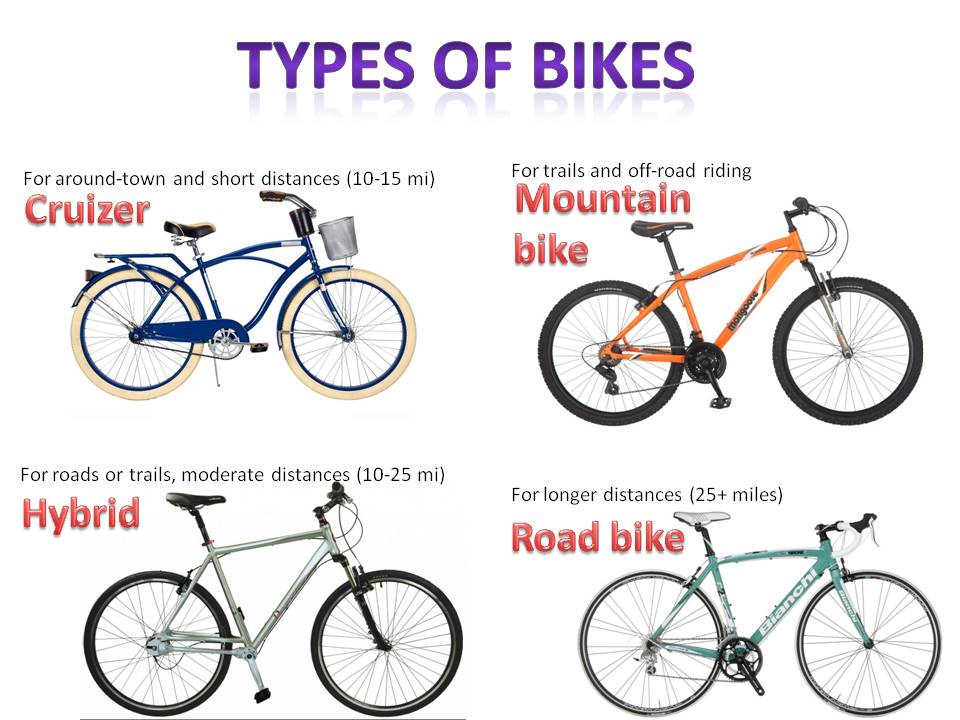 TYPES OF BIKES
For around-town and short distances (10-15 mi)
Cruizer
For trails and off-road riding
Mountain
bike
mongoose
For roads or trails, moderate distances (10-25 mi)
Hybrid
For longer distances (25+ miles)
Road bike
Bianchi
Bianchi